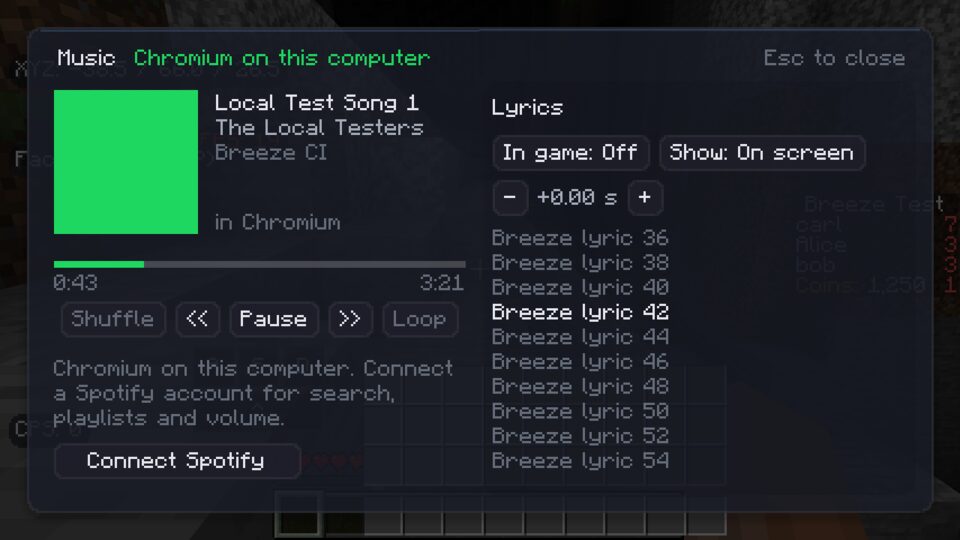 Music Chromium on this computer
Esc to close
Local Test Song 1
The Local Testers
Breeze CI
in Chromium
0:43
3:21
Shuffle
<<
Pause
>>
Loop
Chromium on this computer. Connect
a Spotify account for search,
playlists and volume.
Connect Spotify
Lyrics
In game: Off
Show: On screen
-
+0.00 s
+
Breeze lyric 36
Breeze lyric 38
Breeze lyric 40
Breeze lyric 42
Breeze lyric 44
Breeze lyric 46
Breeze lyric 48
Breeze lyric 50
Breeze lyric 52
Breeze lyric 54
Breeze Test
carl 7
Alice 3
bob 3
Coins: 1,250 1